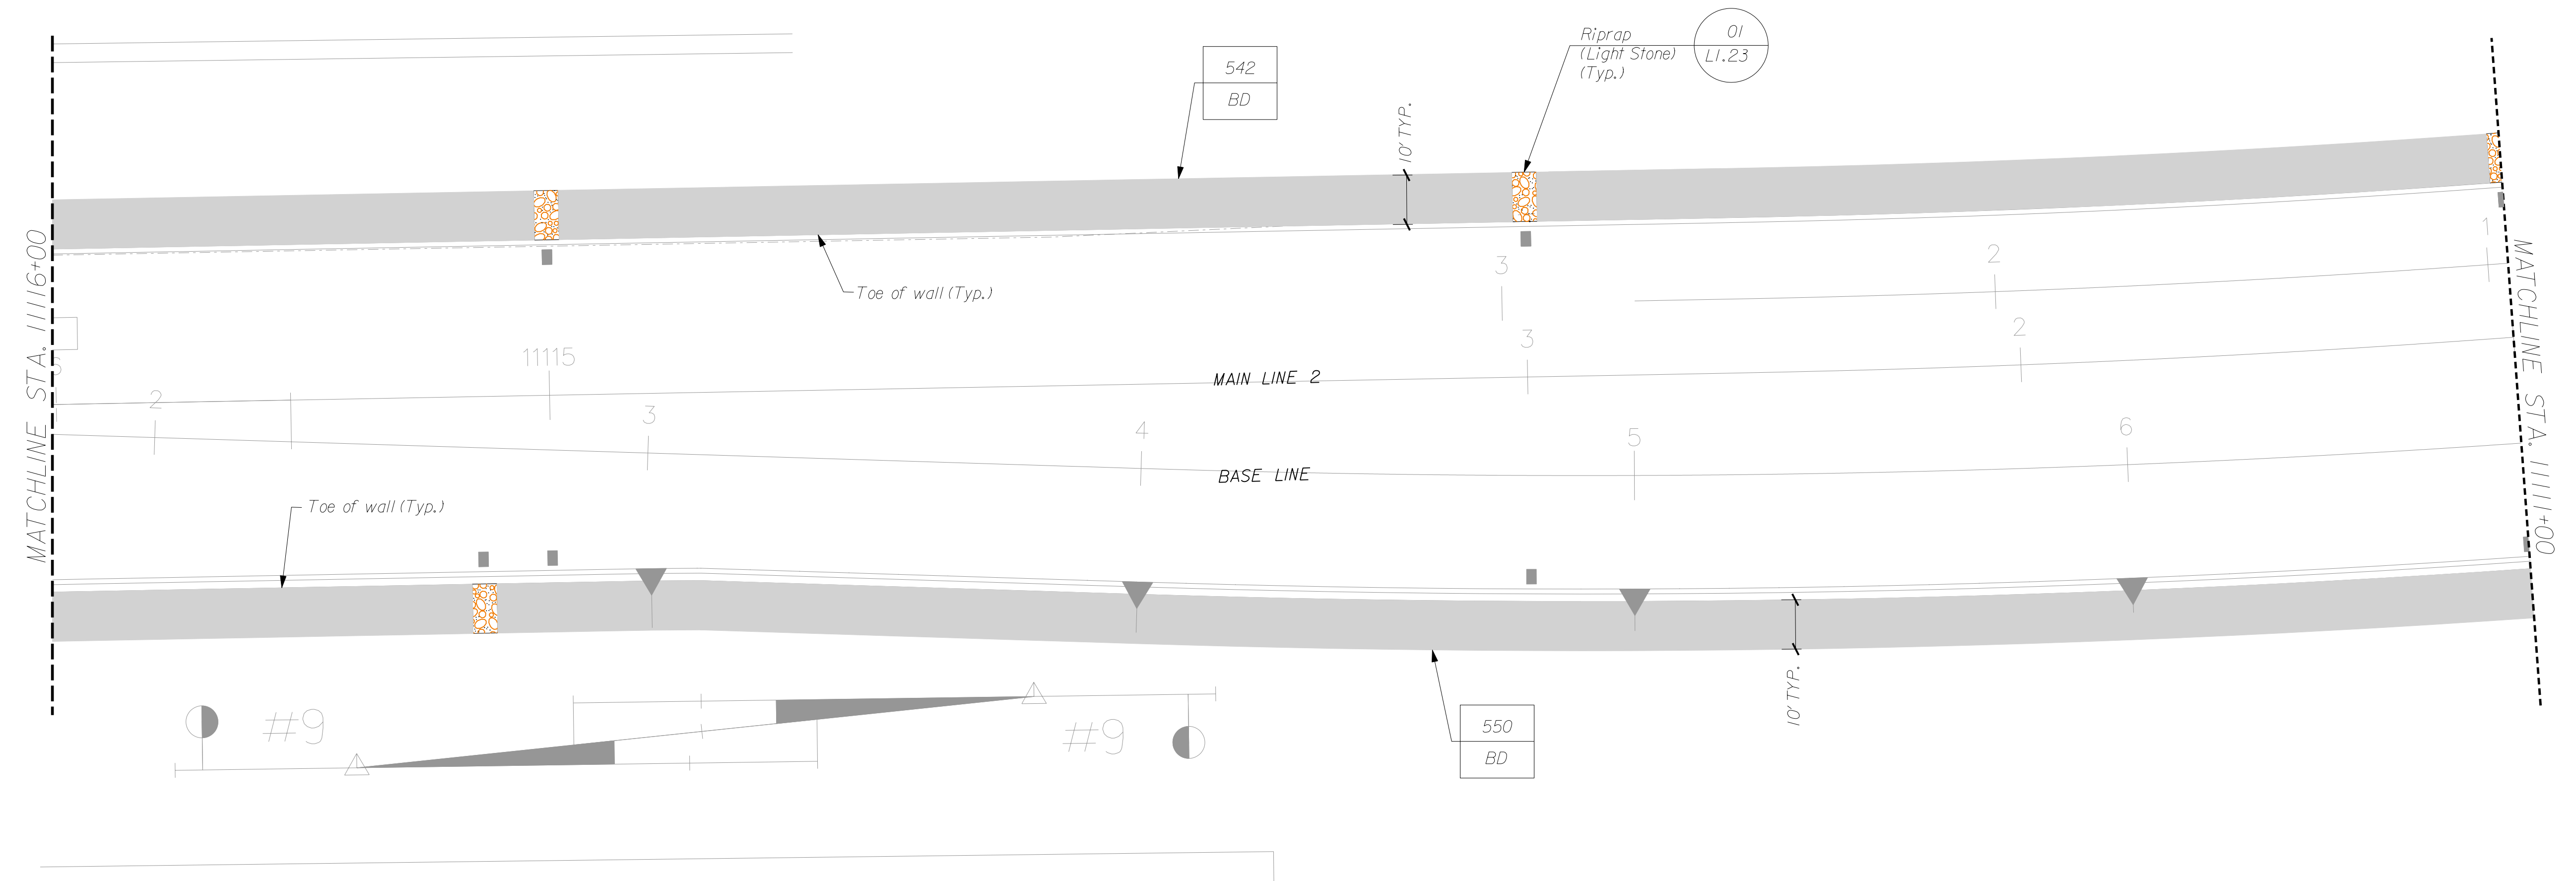 Riprap
(Light Stone)
(Typ.)
01
L1.23
542
BD
10' TYP.
MATCHLINE STA. 11116+00
MATCHLINE STA. 11111+00
Toe of wall (Typ.)
1
2
3
2
3
11115
MAIN LINE 2
2
3
4
5
6
BASE LINE
Toe of wall (Typ.)
10' TYP.
550
BD
#9
#9